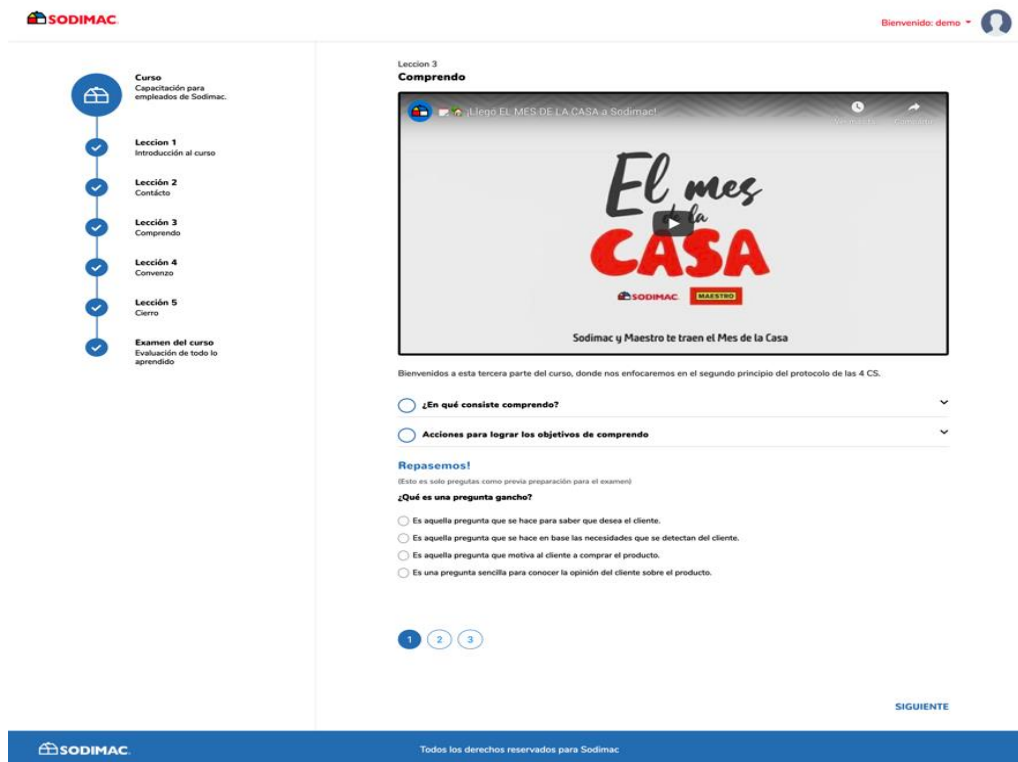 SODIMAC.
Bienvenido: demo
Curso
Capacitación para
empleados de Sodimac.
Leccion 1
Introducción al curso
Lección 2
Contácto
Lección 3
Comprendo
Lección 4
Convenzo
Lección 5
Cierro
Examen del curso
Evaluación de todo lo
aprendido
Leccion 3
Comprendo
¡Llegó EL MES DE LA CASA a Sodimac!
El mes
de la
CASA
SODIMAC.
MAESTRO
Sodimac y Maestro te traen el Mes de la Casa
Bienvenidos a esta tercera parte del curso, donde nos enfocaremos en el segundo principio del protocolo de las 4 CS.
¿En qué consiste comprendo?
Acciones para lograr los objetivos de comprendo
Repasemos!
(Esto es solo pregutas como previa preparación para el examen)
¿Qué es una pregunta gancho?
Es aquella pregunta que se hace para saber que desea el cliente.
Es aquella pregunta que se hace en base las necesidades que se detectan del cliente.
Es aquella pregunta que motiva al cliente a comprar el producto.
Es una pregunta sencilla para conocer la opinión del cliente sobre el producto.
1 2 3
SIGUIENTE
SODIMAC.
Todos los derechos reservados para Sodimac